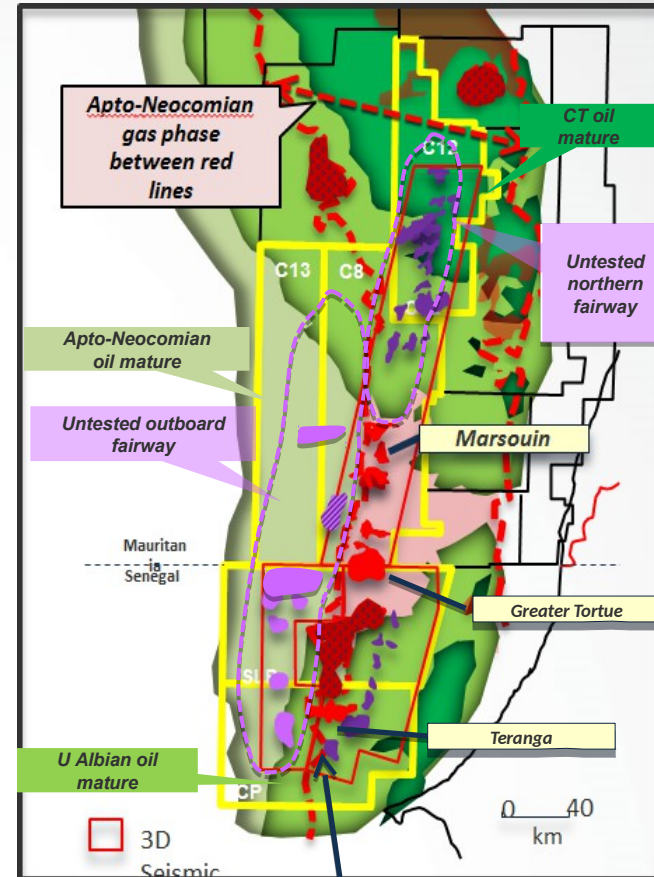 Apto-Neocomian
gas phase
between red
lines
CT oil
mature
C12
Untested
northern
fairway
C13
C8
C
Apto-Neocomian
oil mature
Untested outboard
fairway
Marsouin
Mauritan
ia
Senegal
Greater Tortue
SLP
Teranga
U Albian oil
mature
CP
0 40
km
3D
Seismic